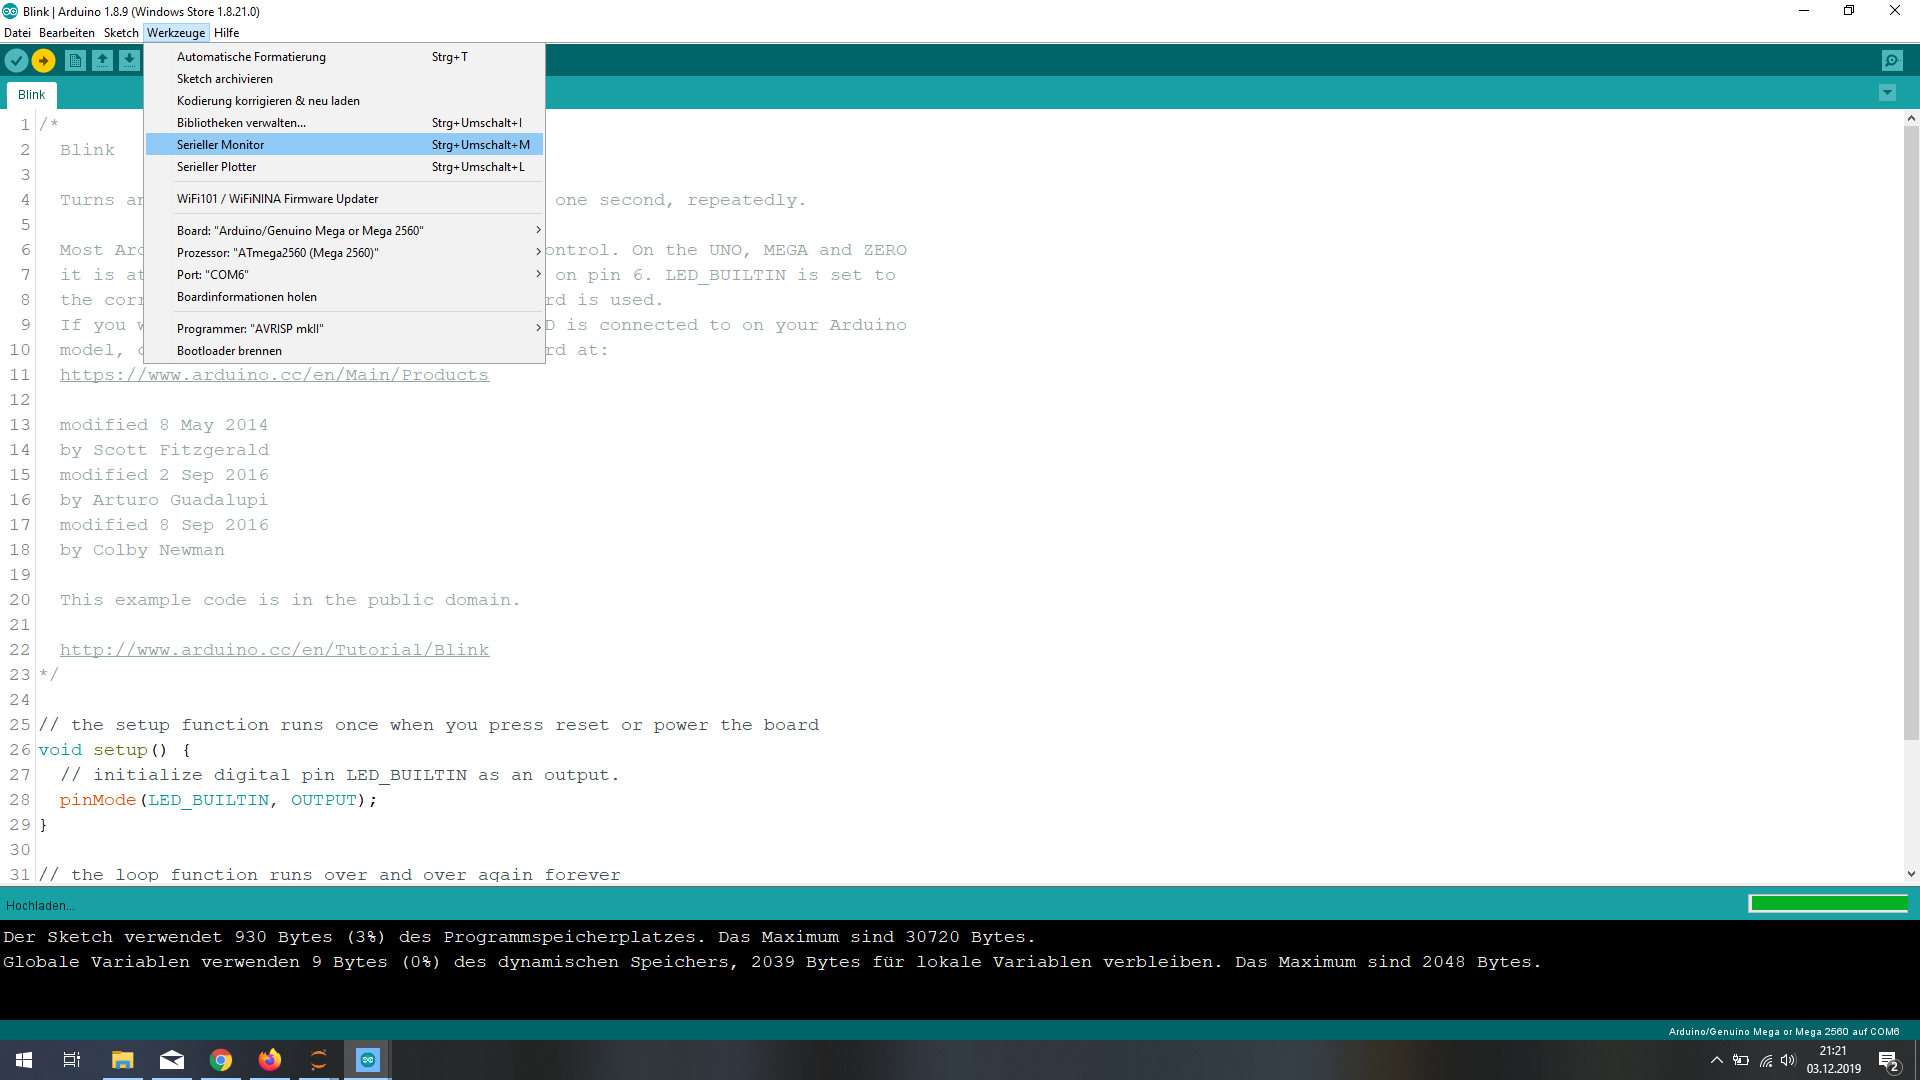 Blink | Arduino 1.8.9 (Windows Store 1.8.21.0)
Datei Bearbeiten Sketch Werkzeuge Hilfe
Automatische Formatierung Strg+T
Sketch archivieren
Kodierung korrigieren & neu laden
Bibliotheken verwalten... Strg+Umschalt+I
Serieller Monitor Strg+Umschalt+M
Serieller Plotter Strg+Umschalt+L
WiFi101 / WiFiNINA Firmware Updater
Board: "Arduino/Genuino Mega or Mega 2560"
Prozessor: "ATmega2560 (Mega 2560)"
Port: "COM6"
Boardinformationen holen
Programmer: "AVRISP mkII"
Bootloader brennen
Blink
1 /*
2 Blink
3
4 Turns one second, repeatedly.
5
6 Most On the UNO, MEGA and ZERO
7 it is on pin 6. LED_BUILTIN is set to
8 the is used.
9 If you is connected to on your Arduino
10 model, at:
11 https://www.arduino.cc/en/Main/Products
12
13 modified 8 May 2014
14 by Scott Fitzgerald
15 modified 2 Sep 2016
16 by Arturo Guadalupi
17 modified 8 Sep 2016
18 by Colby Newman
19
20 This example code is in the public domain.
21
22 http://www.arduino.cc/en/Tutorial/Blink
23 */
24
25 // the setup function runs once when you press reset or power the board
26 void setup() {
27 // initialize digital pin LED_BUILTIN as an output.
28 pinMode(LED_BUILTIN, OUTPUT);
29 }
30
31 // the loop function runs over and over again forever
Hochladen...
Der Sketch verwendet 930 Bytes (3%) des Programmspeicherplatzes. Das Maximum sind 30720 Bytes.
Globale Variablen verwenden 9 Bytes (0%) des dynamischen Speichers, 2039 Bytes für lokale Variablen verbleiben. Das Maximum sind 2048 Bytes.
Arduino/Genuino Mega or Mega 2560 auf COM6
21:21
03.12.2019
2